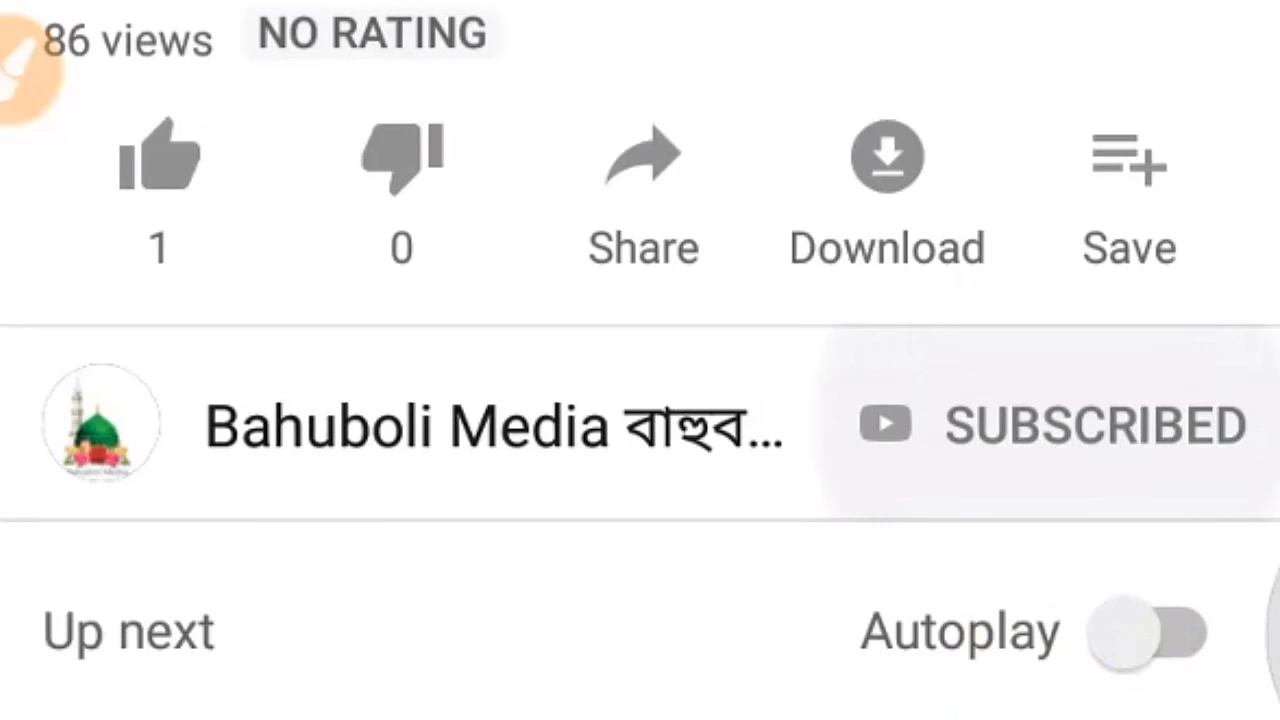 86 views NO RATING
1 0 Share Download Save
Bahuboli Media বাহুব... SUBSCRIBED
Up next Autoplay